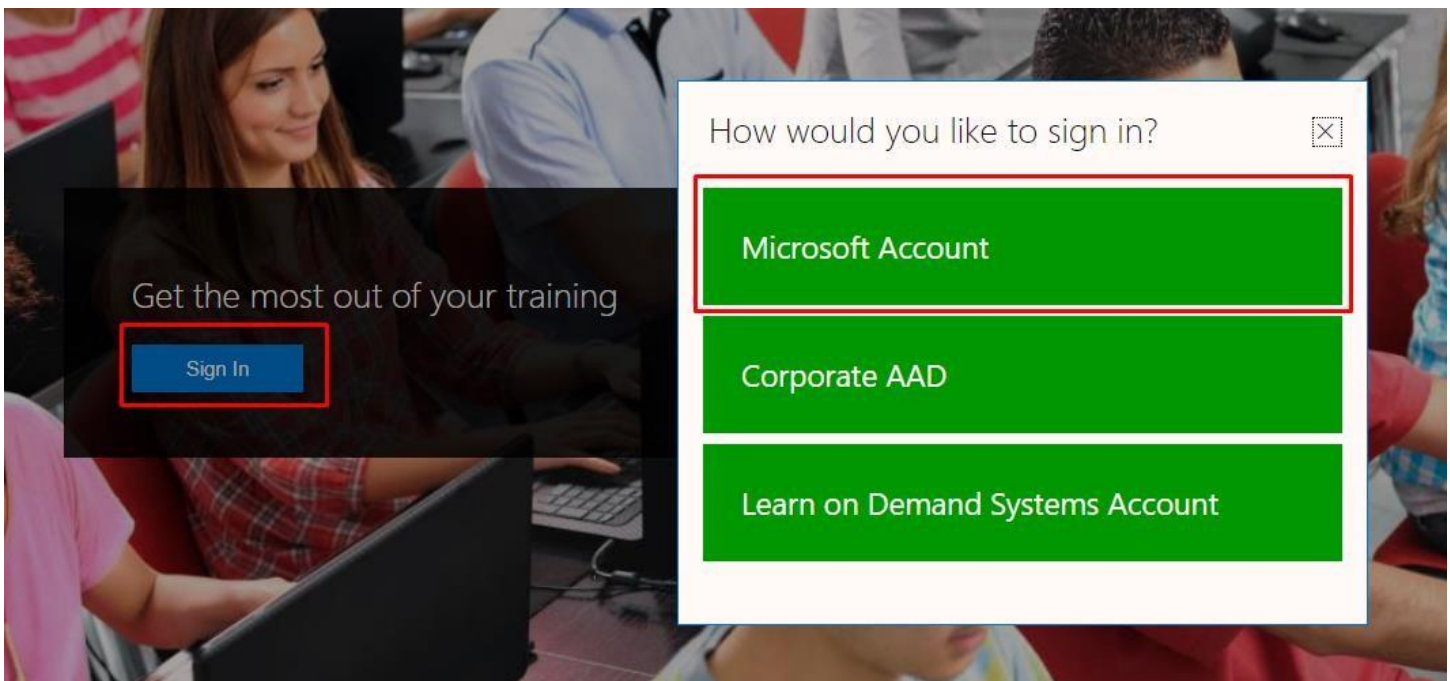 Get the most out of your training
Sign In
How would you like to sign in?
Microsoft Account
Corporate AAD
Learn on Demand Systems Account